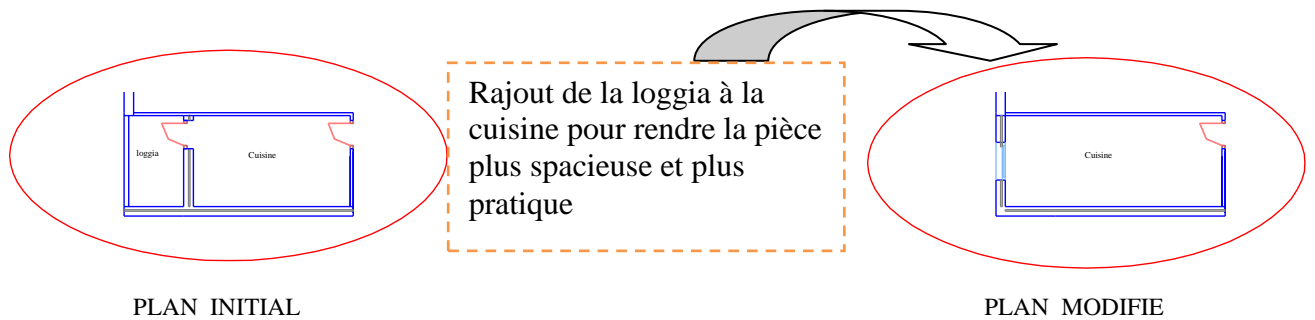 Rajout de la loggia à la
cuisine pour rendre la pièce
plus spacieuse et plus
pratique
loggia
Cuisine
Cuisine
PLAN INITIAL
PLAN MODIFIE